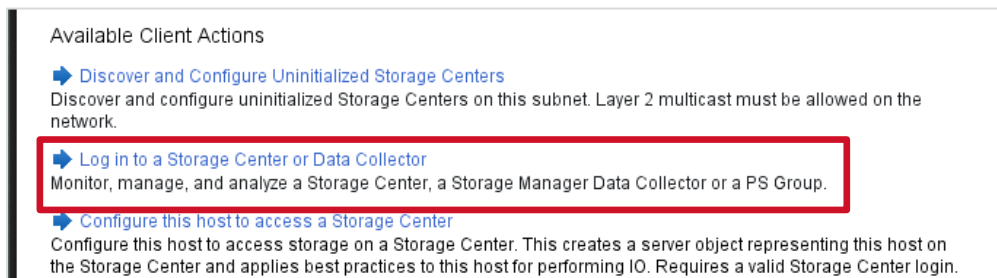 Available Client Actions
Discover and Configure Uninitialized Storage Centers
Discover and configure uninitialized Storage Centers on this subnet. Layer 2 multicast must be allowed on the
network.
Log in to a Storage Center or Data Collector
Monitor, manage, and analyze a Storage Center, a Storage Manager Data Collector or a PS Group.
Configure this host to access a Storage Center
Configure this host to access storage on a Storage Center. This creates a server object representing this host on
the Storage Center and applies best practices to this host for performing IO. Requires a valid Storage Center login.